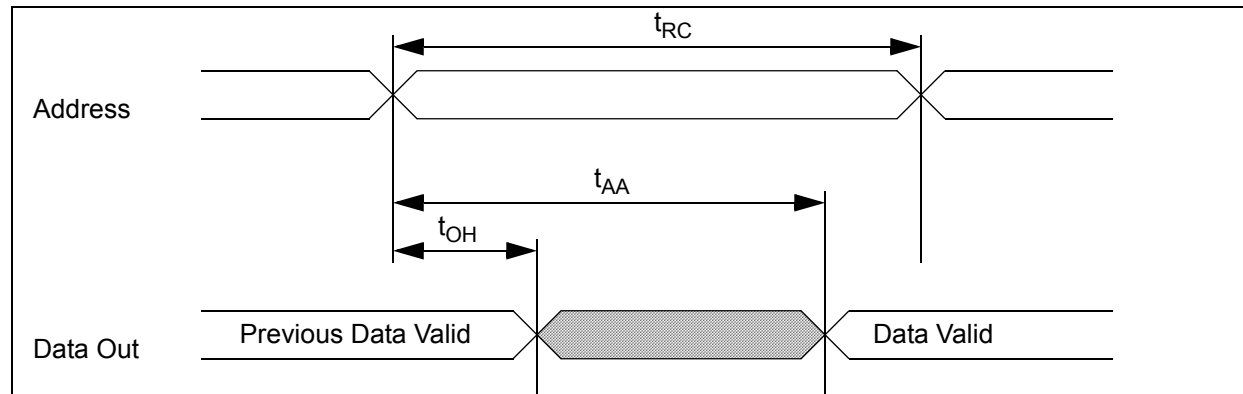 tRC
Address
tAA
tOH
Previous Data Valid
Data Valid
Data Out